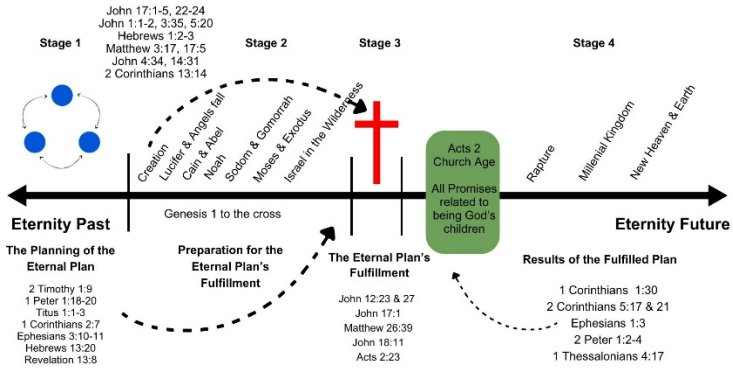 John 17:1-5, 22-24
John 1:1-2, 3:35, 5:20
Hebrews 1:2-3
Matthew 3:17, 17:5
John 4:34, 14:31
2 Corinthians 13:14
Stage 1
Stage 2
Stage 3
Stage 4
Creation
Lucifer & Angels fall
Cain & Abel
Noah
Sodom & Gomorrah
Moses & Exodus
Israel in the Wilderness
Acts 2
Church Age
All Promises
related to
being God's
children
Rapture
Millenial Kingdom
New Heaven & Earth
Eternity Past
Genesis 1 to the cross
Eternity Future
The Planning of the
Eternal Plan
2 Timothy 1:9
1 Peter 1:18-20
Titus 1:1-3
1 Corinthians 2:7
Ephesians 3:10-11
Hebrews 13:20
Revelation 13:8
Preparation for the
Eternal Plan's
Fulfillment
The Eternal Plan's
Fulfillment
John 12:23 & 27
John 17:1
Matthew 26:39
John 18:11
Acts 2:23
Results of the Fulfilled Plan
1 Corinthians 1:30
2 Corinthians 5:17 & 21
Ephesians 1:3
2 Peter 1:2-4
1 Thessalonians 4:17